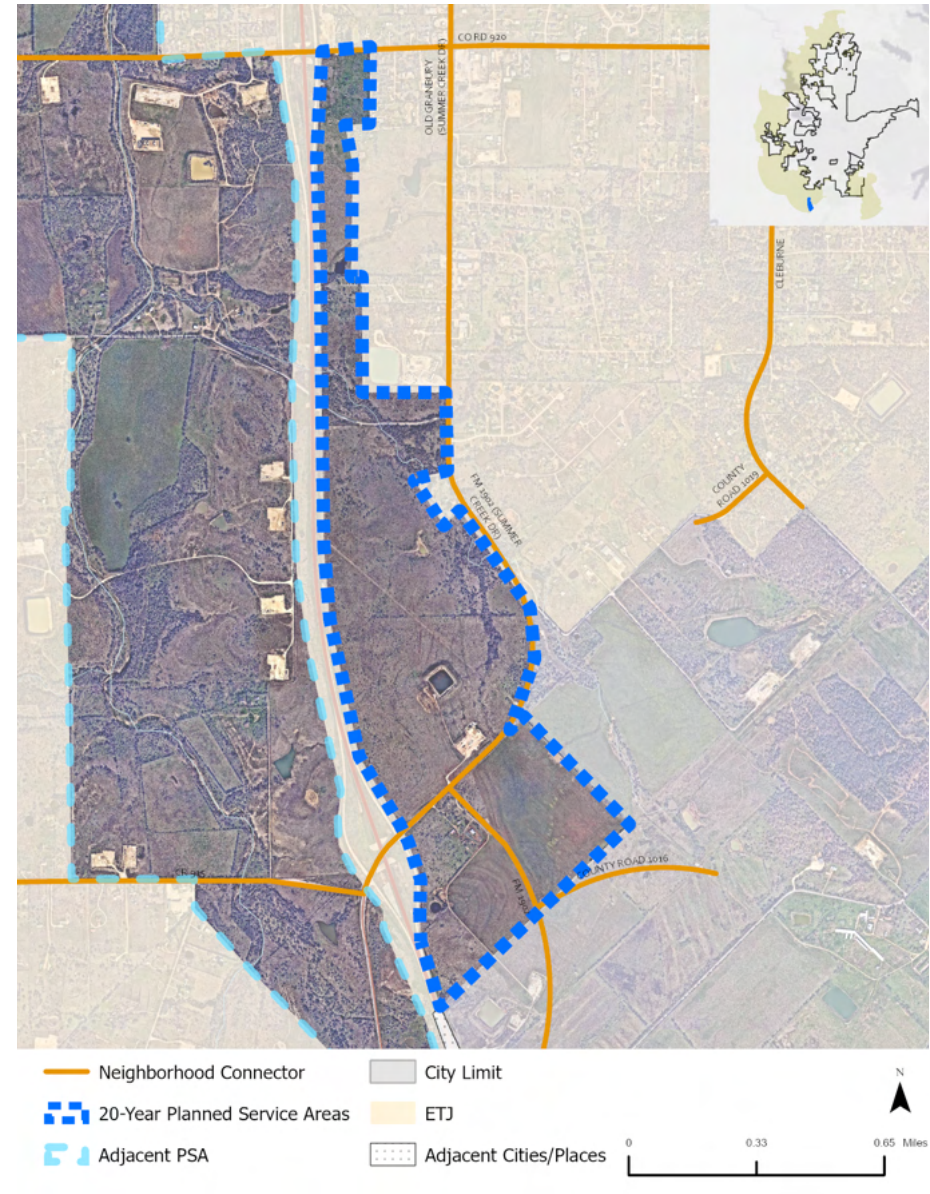 CO RD 920
OLD GRANBURY
(SUMMER CREEK DR)
CLEBURNE
COUNTY
ROAD 1019
FM 1902 (SUMMER
CREEK DR)
COUNTY ROAD 1016
CR 915
FM 1902
Neighborhood Connector
City Limit
N
20-Year Planned Service Areas
ETJ
Adjacent PSA
Adjacent Cities/Places
0 0.33 0.65 Miles